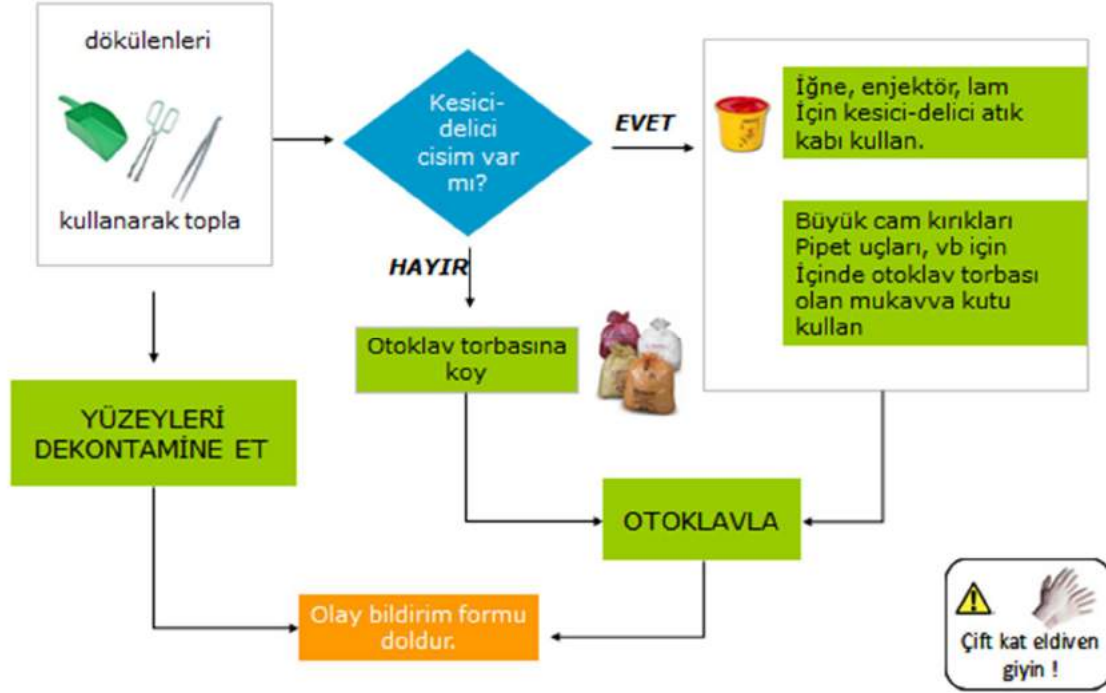 dökülenleri
kullanarak topla
Kesici-
delici
cisim var
mı?
EVET
İğne, enjektör, lam
İçin kesici-delici atık
kabı kullan.
Büyük cam kırıkları
Pipet uçları, vb için
İçinde otoklav torbası
olan mukavva kutu
kullan
HAYIR
Otoklav torbasına
koy
YÜZEYLERİ
DEKONTAMİNE ET
OTOKLAVLA
Olay bildirim formu
doldur.
Çift kat eldiven
giyin !